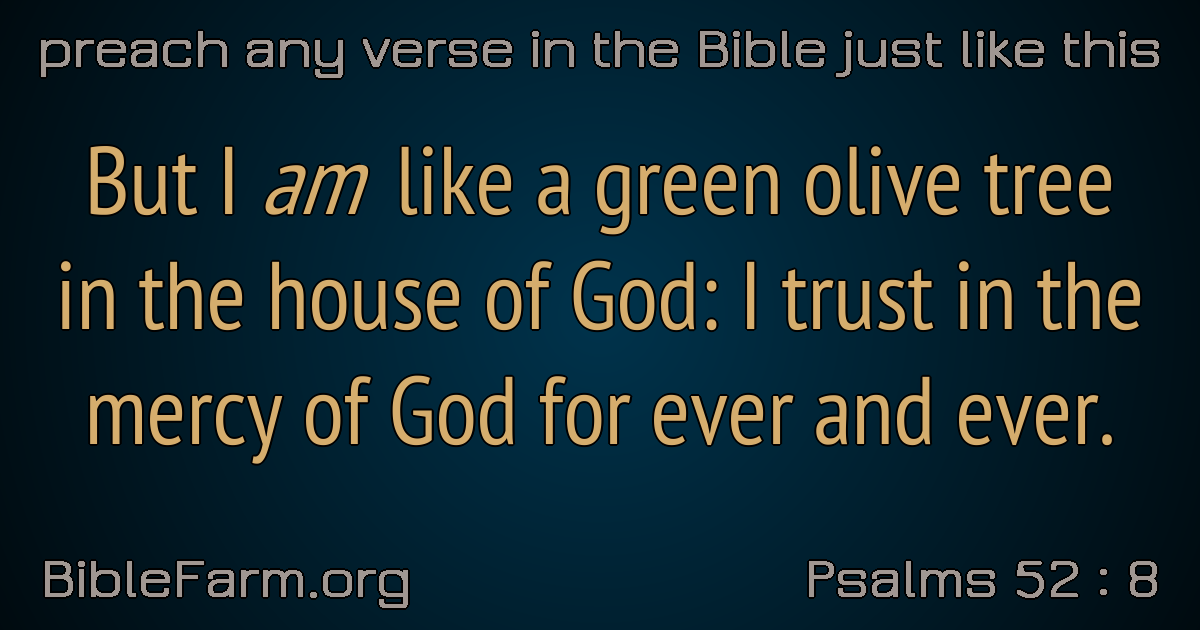 preach any verse in the Bible just like this
But I am like a green olive tree
in the house of God: I trust in the
mercy of God for ever and ever.
BibleFarm.org
Psalms 52 : 8